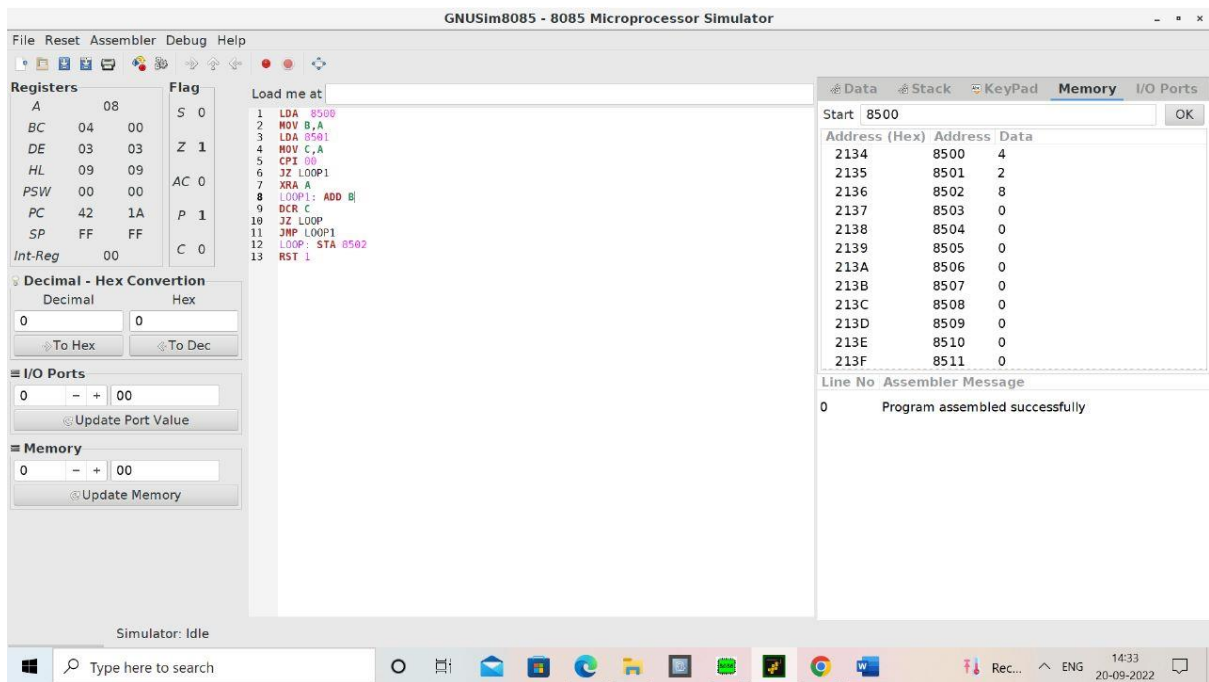 GNUSim8085 - 8085 Microprocessor Simulator
File Reset Assembler Debug Help
Registers
A 08
BC 04 00
DE 03 03
HL 09 09
PSW 00 00
PC 42 1A
SP FF FF
Int-Reg 00
Flag
S 0
Z 1
AC 0
P 1
C 0
Decimal - Hex Convertion
Decimal Hex
0 0
To Hex To Dec
I/O Ports
0 - + 00
Update Port Value
Memory
0 - + 00
Update Memory
Simulator: Idle
Load me at
1 LDA 8500
2 MOV B,A
3 LDA 8501
4 MOV C,A
5 CPI 00
6 JZ LOOP1
7 XRA A
8 LOOP1: ADD B
9 DCR C
10 JZ LOOP
11 JMP LOOP1
12 LOOP: STA 8502
13 RST 1
Data Stack KeyPad Memory I/O Ports
Start 8500 OK
Address (Hex) Address Data
2134 8500 4
2135 8501 2
2136 8502 8
2137 8503 0
2138 8504 0
2139 8505 0
213A 8506 0
213B 8507 0
213C 8508 0
213D 8509 0
213E 8510 0
213F 8511 0
Line No Assembler Message
0 Program assembled successfully
Type here to search
Rec... ENG 14:33
20-09-2022